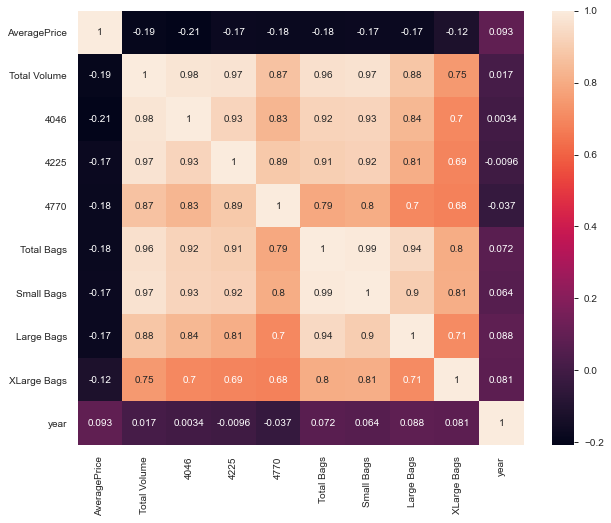 AveragePrice 1 -0.19 -0.21 -0.17 -0.18 -0.18 -0.17 -0.17 -0.12 0.093
Total Volume -0.19 1 0.98 0.97 0.87 0.96 0.97 0.88 0.75 0.017
4046 -0.21 0.98 1 0.93 0.83 0.92 0.93 0.84 0.7 0.0034
4225 -0.17 0.97 0.93 1 0.89 0.91 0.92 0.81 0.69 -0.0096
4770 -0.18 0.87 0.83 0.89 1 0.79 0.8 0.7 0.68 -0.037
Total Bags -0.18 0.96 0.92 0.91 0.79 1 0.99 0.94 0.8 0.072
Small Bags -0.17 0.97 0.93 0.92 0.8 0.99 1 0.9 0.81 0.064
Large Bags -0.17 0.88 0.84 0.81 0.7 0.94 0.9 1 0.71 0.088
XLarge Bags -0.12 0.75 0.7 0.69 0.68 0.8 0.81 0.71 1 0.081
year 0.093 0.017 0.0034 -0.0096 -0.037 0.072 0.064 0.088 0.081 1
AveragePrice
Total Volume
4046
4225
4770
Total Bags
Small Bags
Large Bags
XLarge Bags
year
1.0
0.8
0.6
0.4
0.2
0.0
−0.2